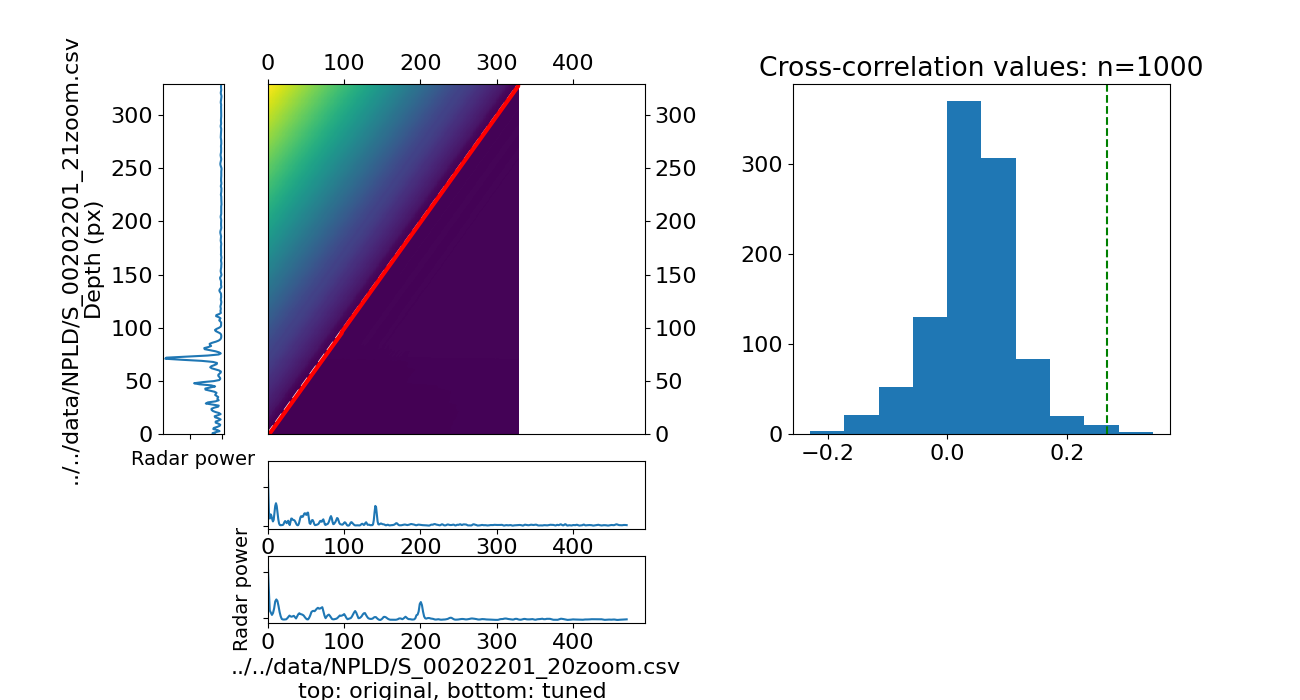 0 100 200 300 400
Cross-correlation values: n=1000
../../data/NPLD/S_00202201_21zoom.csv
Depth (px)
300
250
200
150
100
50
0
Radar power
300
250
200
150
100
50
0
300
200
100
0
−0.2 0.0 0.2
0 100 200 300 400
Radar power
0 100 200 300 400
../../data/NPLD/S_00202201_20zoom.csv
top: original, bottom: tuned